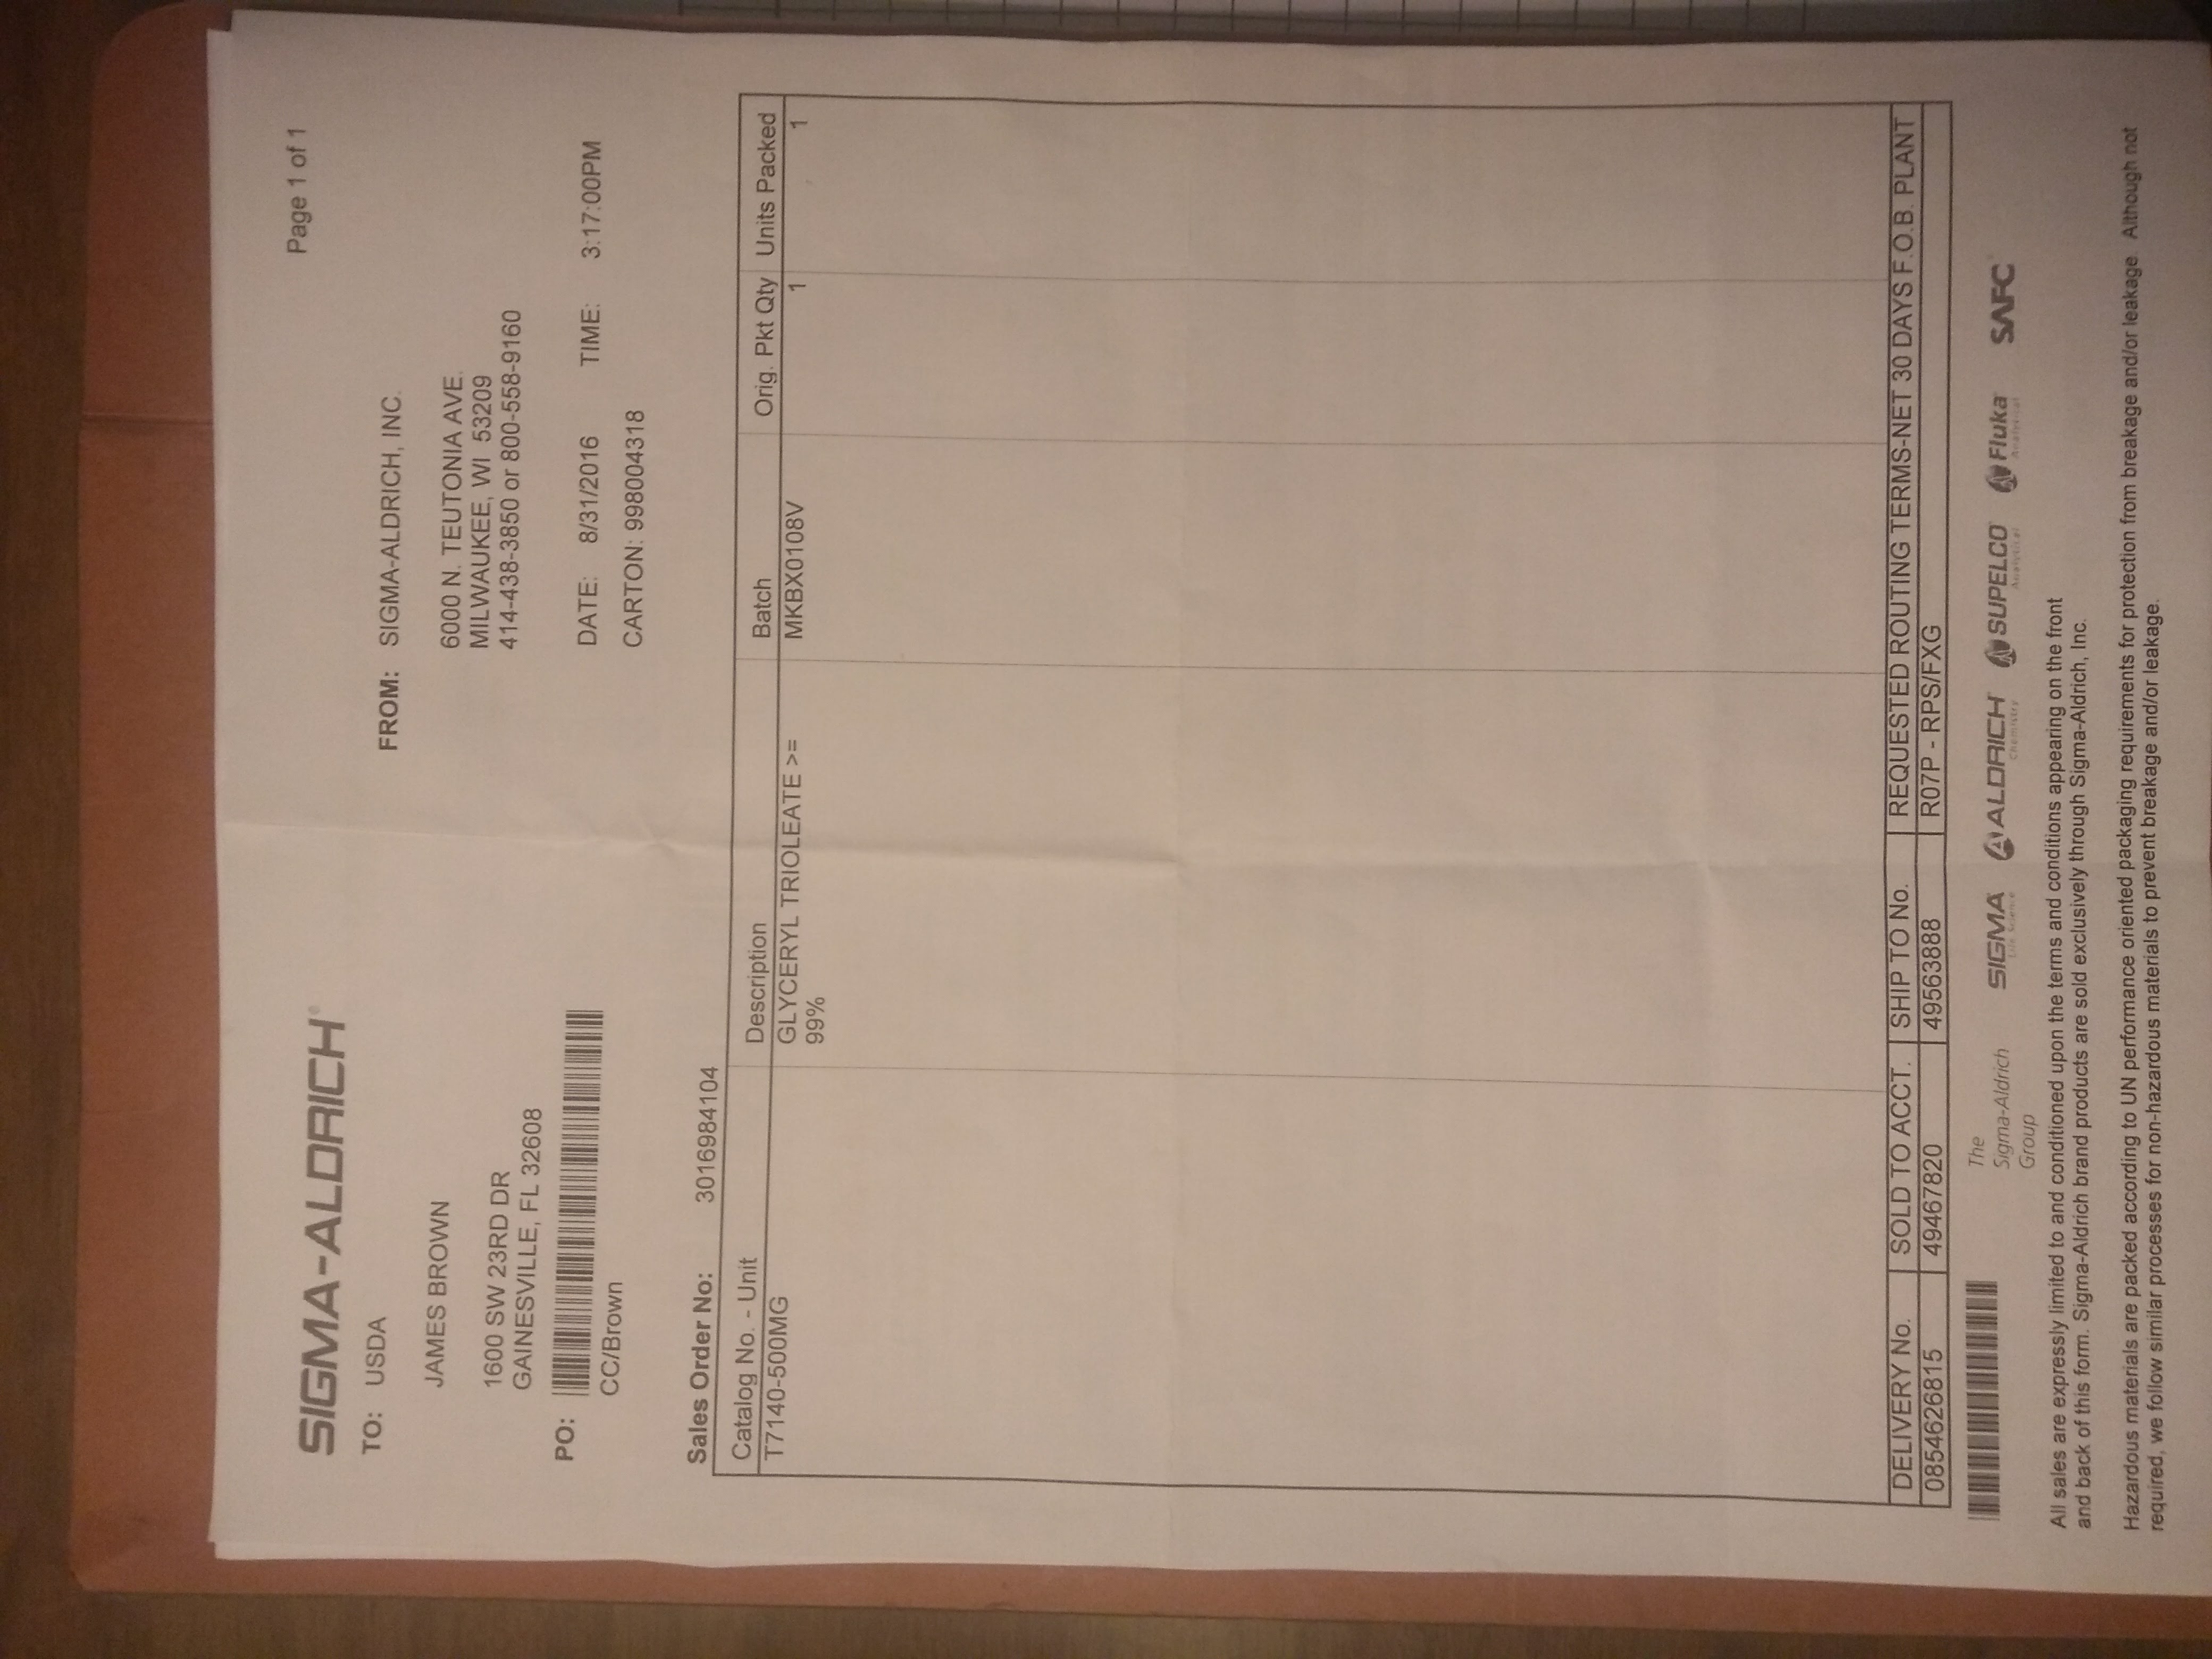 Page 1 of 1
SIGMA-ALDRICH®
TO: USDA
JAMES BROWN
1600 SW 23RD DR
GAINESVILLE, FL 32608
PO:
CC/Brown
FROM: SIGMA-ALDRICH, INC.
6000 N. TEUTONIA AVE.
MILWAUKEE, WI 53209
414-438-3850 or 800-558-9160
DATE: 8/31/2016 TIME: 3:17:00PM
CARTON: 998004318
Sales Order No: 3016984104
Catalog No. - Unit Description Batch Orig. Pkt Qty Units Packed
T7140-500MG GLYCERYL TRIOLEATE >= MKBX0108V 1 1
99%
DELIVERY No. SOLD TO ACCT. SHIP TO No. REQUESTED ROUTING TERMS-NET 30 DAYS F.O.B. PLANT
0854626815 49467820 49563888 R07P - RPS/FXG
The
Sigma-Aldrich
Group
SIGMA
Life Science
ALDRICH
Chemistry
SUPELCO
Analytical
Fluka
Analytical
SAFC
All sales are expressly limited to and conditioned upon the terms and conditions appearing on the front
and back of this form. Sigma-Aldrich brand products are sold exclusively through Sigma-Aldrich, Inc.
Hazardous materials are packed according to UN performance oriented packaging requirements for protection from breakage and/or leakage. Although not
required, we follow similar processes for non-hazardous materials to prevent breakage and/or leakage.